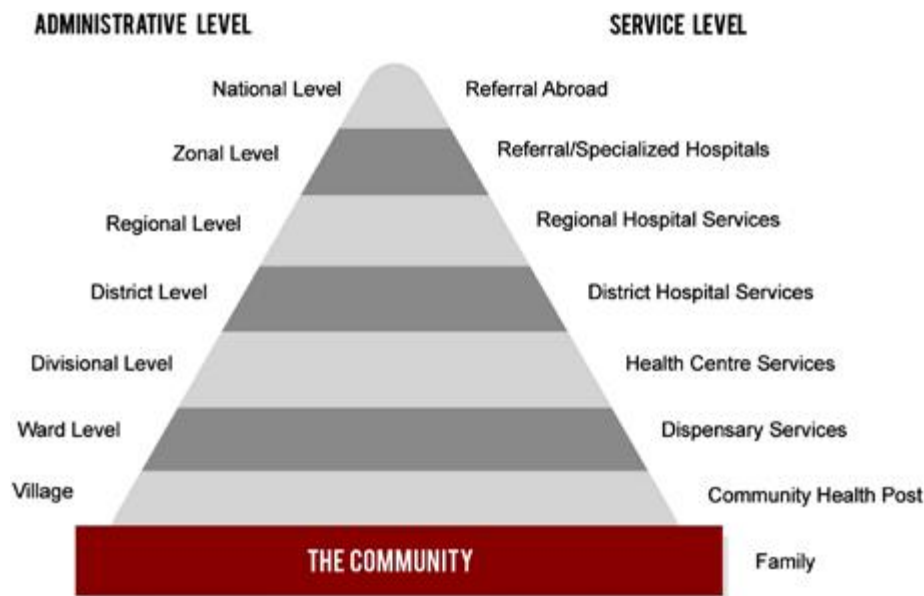 ADMINISTRATIVE LEVEL
SERVICE LEVEL
National Level
Referral Abroad
Zonal Level
Referral/Specialized Hospitals
Regional Level
Regional Hospital Services
District Level
District Hospital Services
Divisional Level
Health Centre Services
Ward Level
Dispensary Services
Village
Community Health Post
THE COMMUNITY
Family